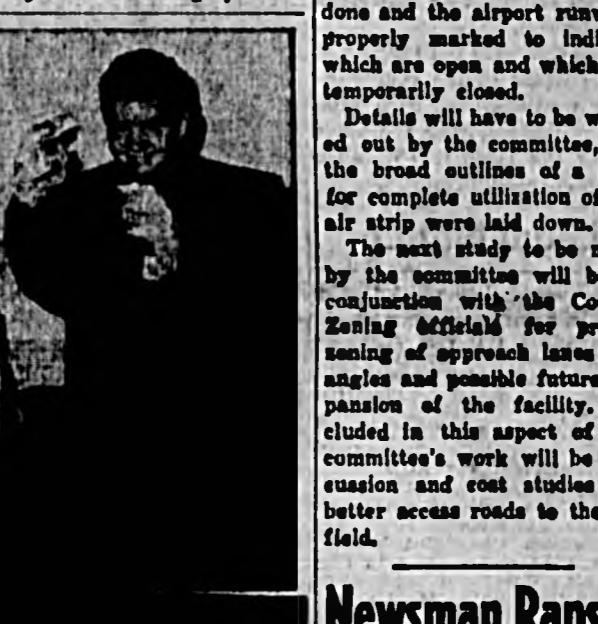 done and the airport runw
properly marked to indi
which are open and which
temporarily closed.
Details will have to be w
ed out by the committee,
the broad outlines of a
for complete utilization of
air strip were laid down.
The next study to be m
by the committee will b
conjunction with the Co
Zoning officials for pr
zoning of approach lanes
angles and possible future
pansion of the facility.
cluded in this aspect of
committee's work will be
cussion and cost studies
better access roads to the
field.
Newsman Raps